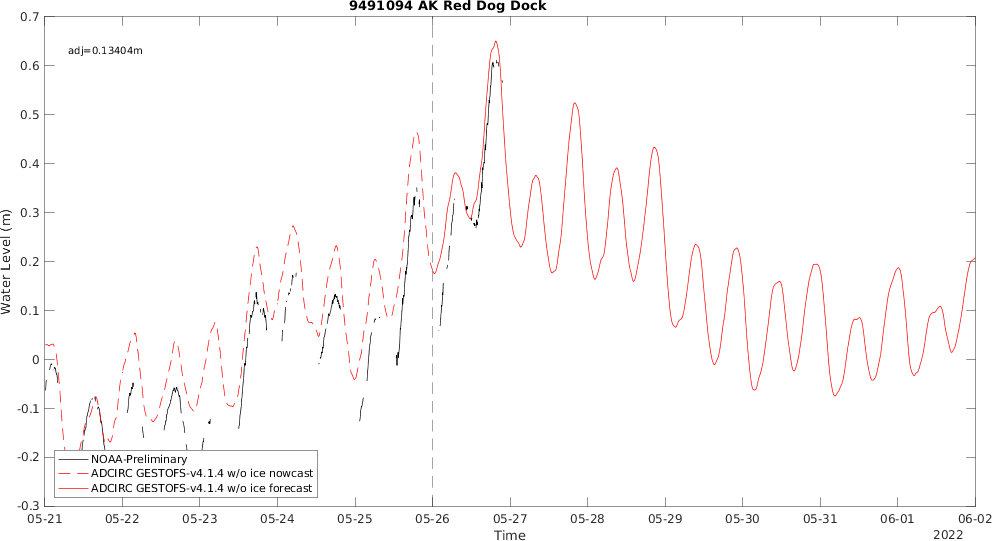 9491094 AK Red Dog Dock
0.7
0.6
0.5
0.4
0.3
0.2
0.1
0
-0.1
-0.2
-0.3
Water Level (m)
adj=0.13404m
NOAA-Preliminary
ADCIRC GESTOFS-v4.1.4 w/o ice nowcast
ADCIRC GESTOFS-v4.1.4 w/o ice forecast
05-21 05-22 05-23 05-24 05-25 05-26 05-27 05-28 05-29 05-30 05-31 06-01 06-02
Time
2022